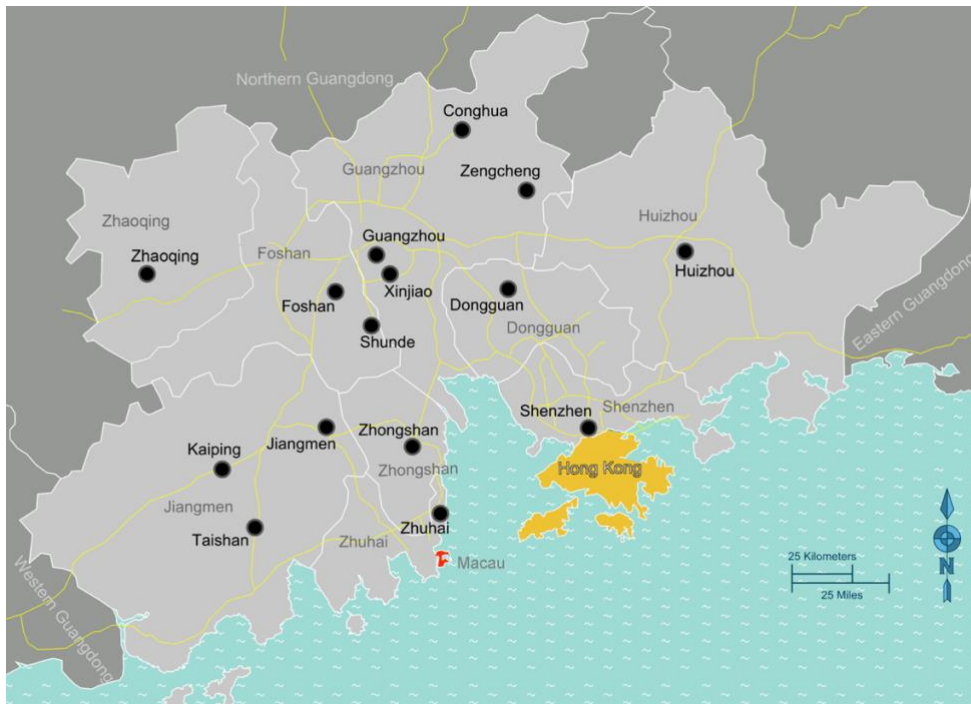 Northern Guangdong
Conghua
Guangzhou
Zengcheng
Zhaoqing
Huizhou
Guangzhou
Zhaoqing
Foshan
Huizhou
Xinjiao
Foshan
Dongguan
Dongguan
Eastern Guangdong
Shunde
Shenzhen
Shenzhen
Zhongshan
Jiangmen
Kaiping
Zhongshan
Hong Kong
Jiangmen
Zhuhai
Taishan
Zhuhai
Macau
25 Kilometers
25 Miles
N
Western Guangdong